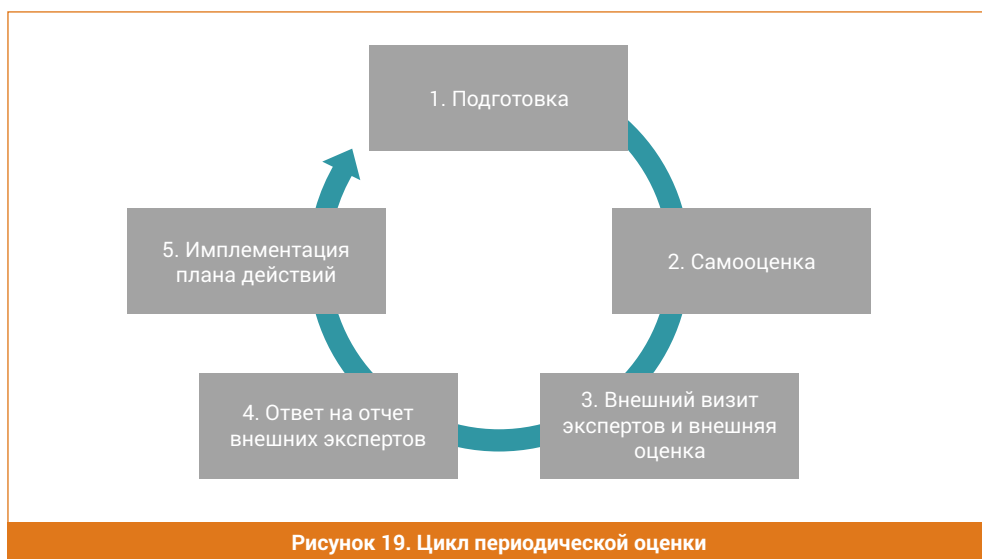 1. Подготовка
2. Самооценка
3. Внешний визит
экспертов и внешняя
оценка
4. Ответ на отчет
внешних экспертов
5. Имплементация
плана действий
Рисунок 19. Цикл периодической оценки